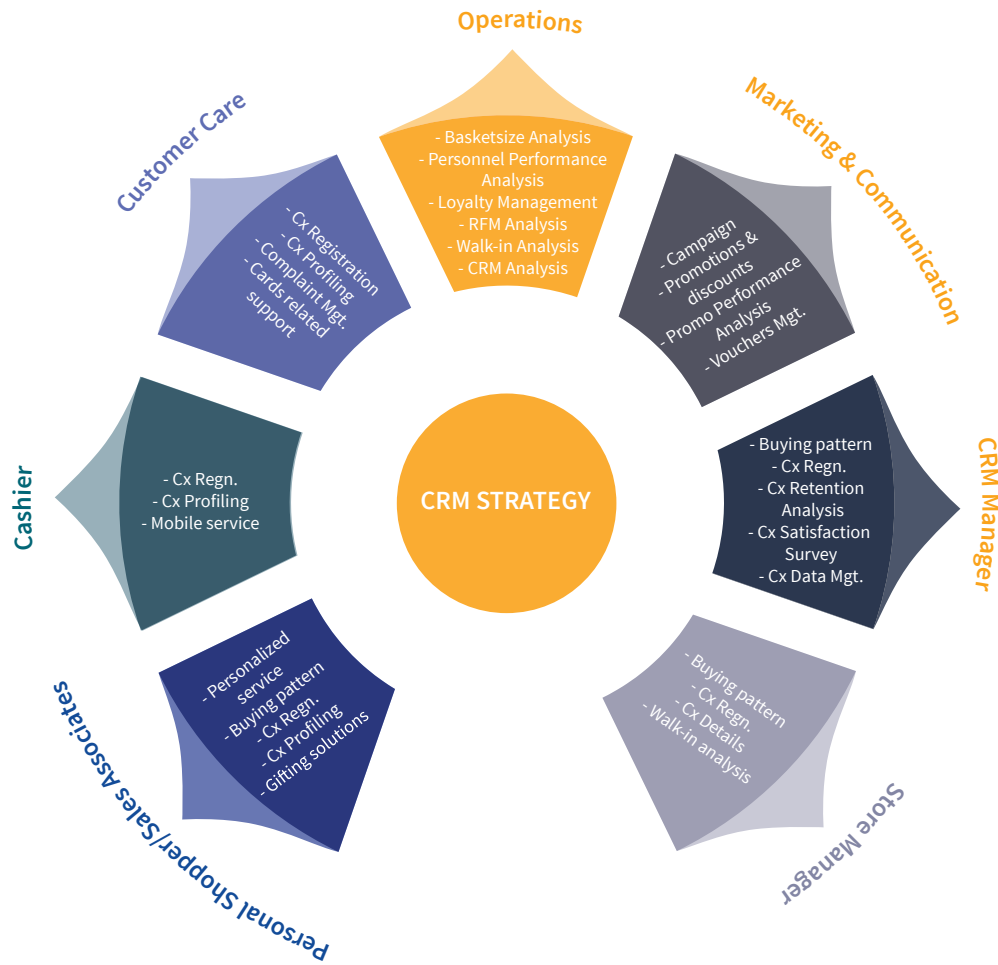 Operations
- Basketsize Analysis
- Personnel Performance
Analysis
- Loyalty Management
- RFM Analysis
- Walk-in Analysis
- CRM Analysis
Marketing & Communication
- Campaign
- Promotions &
discounts
- Promo Performance
Analysis
- Vouchers Mgt.
CRM Manager
- Buying pattern
- Cx Regn.
- Cx Retention
Analysis
- Cx Satisfaction
Survey
- Cx Data Mgt.
Store Manager
- Buying pattern
- Cx Regn.
- Cx Details
- Walk-in analysis
Personal Shopper/Sales Associates
- Personalized
service
- Buying pattern
- Cx Regn.
- Cx Profiling
- Gifting solutions
Cashier
- Cx Regn.
- Cx Profiling
- Mobile service
Customer Care
- Cx Registration
- Cx Profiling
- Complaint Mgt.
- Cards related
support
CRM STRATEGY